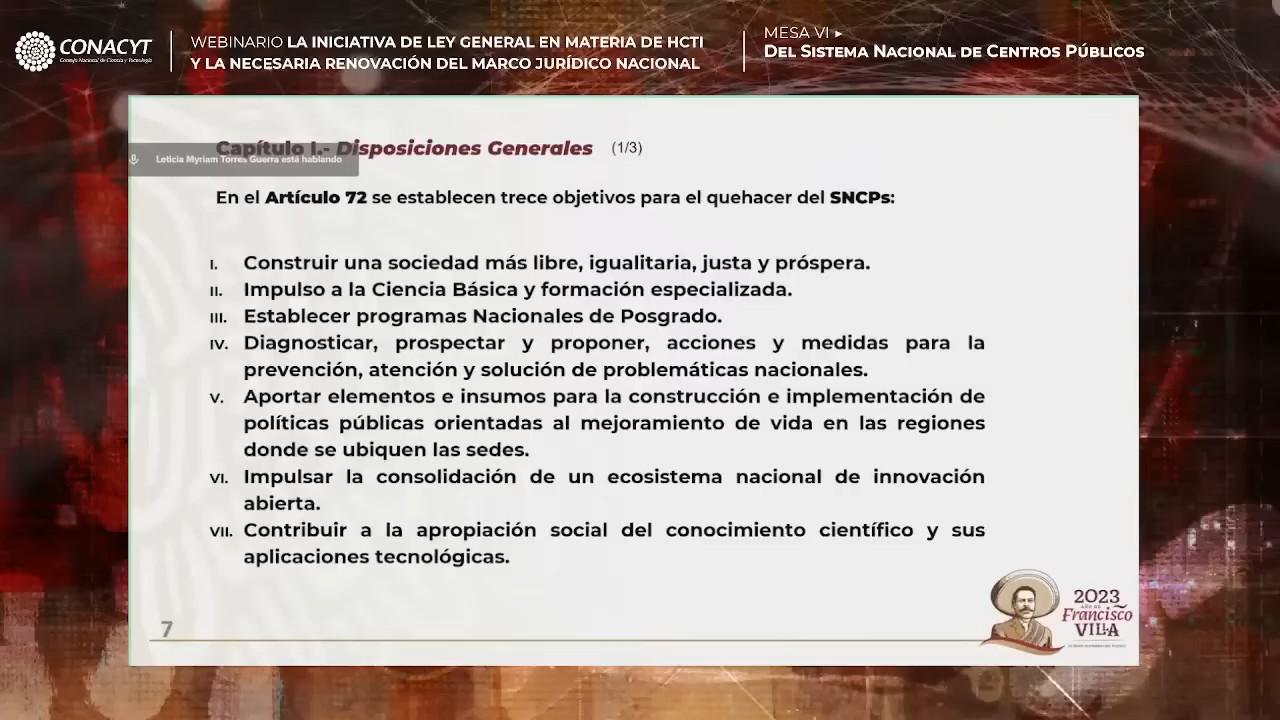 CONACYT
Consejo Nacional de Ciencia y Tecnología
WEBINARIO LA INICIATIVA DE LEY GENERAL EN MATERIA DE HCTI
Y LA NECESARIA RENOVACIÓN DEL MARCO JURÍDICO NACIONAL
MESA VI ▸
DEL SISTEMA NACIONAL DE CENTROS PÚBLICOS
Capítulo I.- Disposiciones Generales (1/3)
Leticia Myriam Torres Guerra está hablando
En el Artículo 72 se establecen trece objetivos para el quehacer del SNCPs:
I. Construir una sociedad más libre, igualitaria, justa y próspera.
II. Impulso a la Ciencia Básica y formación especializada.
III. Establecer programas Nacionales de Posgrado.
IV. Diagnosticar, prospectar y proponer, acciones y medidas para la
prevención, atención y solución de problemáticas nacionales.
V. Aportar elementos e insumos para la construcción e implementación de
políticas públicas orientadas al mejoramiento de vida en las regiones
donde se ubiquen las sedes.
VI. Impulsar la consolidación de un ecosistema nacional de innovación
abierta.
VII. Contribuir a la apropiación social del conocimiento científico y sus
aplicaciones tecnológicas.
7
2023
AÑO DE
Francisco
VILLA